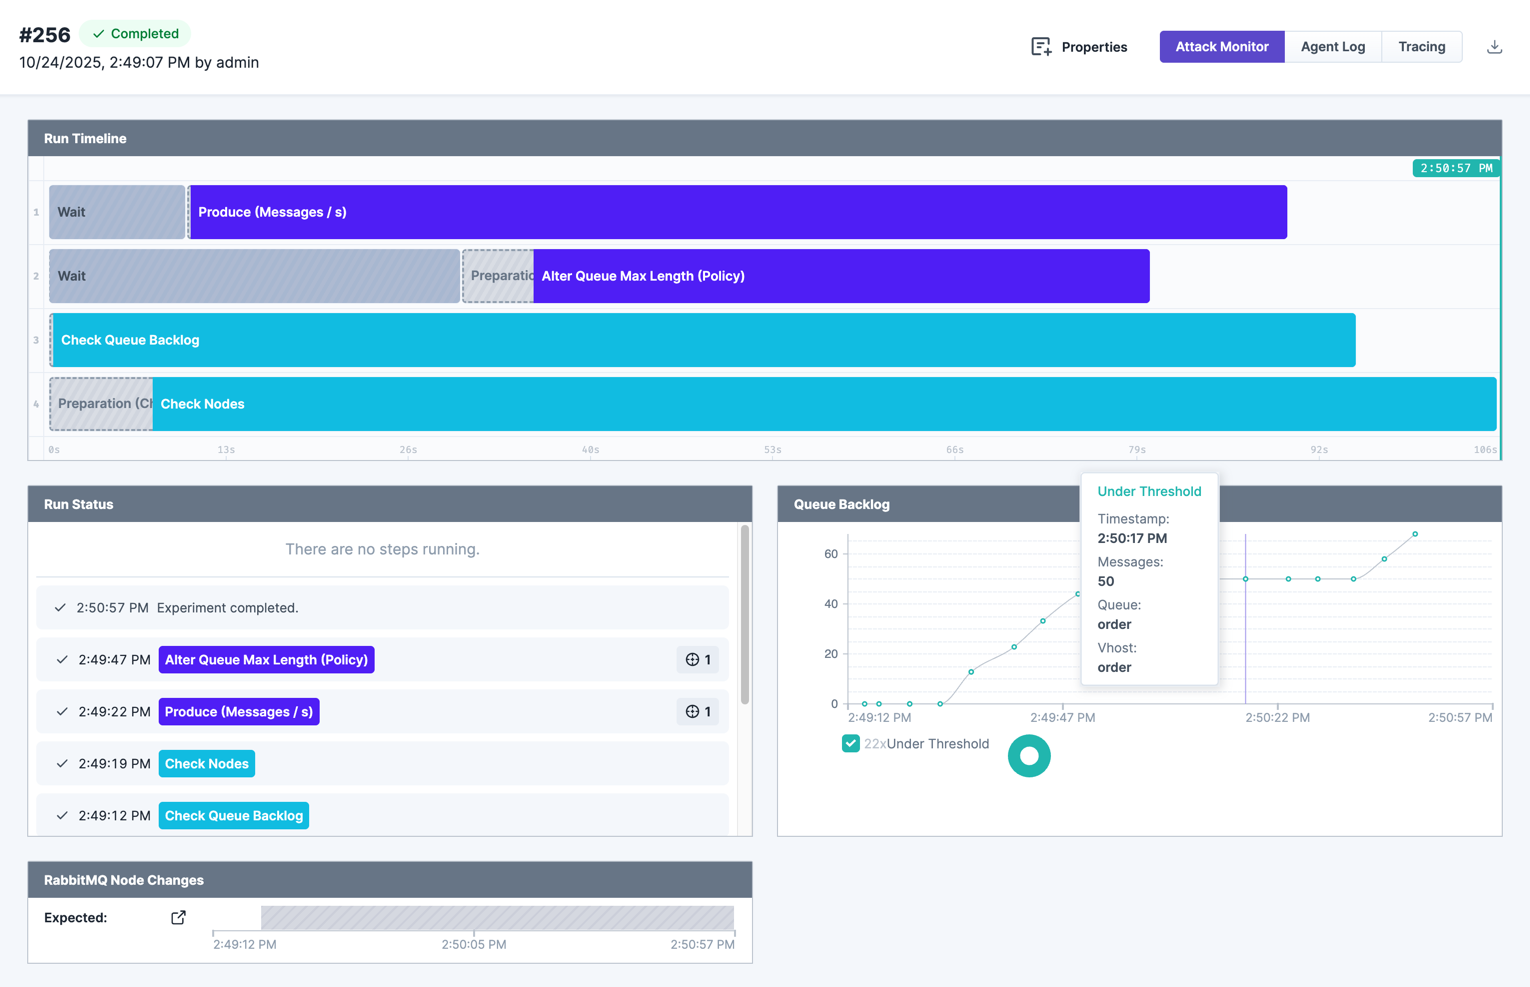 #256 Completed
10/24/2025, 2:49:07 PM by admin
Properties
Attack Monitor Agent Log Tracing
Run Timeline
2:50:57 PM
1 Wait Produce (Messages / s)
2 Wait Preparatio Alter Queue Max Length (Policy)
3 Check Queue Backlog
4 Preparation (Ch Check Nodes
0s 13s 26s 40s 53s 66s 79s 92s 106s
Run Status
There are no steps running.
2:50:57 PM Experiment completed.
2:49:47 PM Alter Queue Max Length (Policy) 1
2:49:22 PM Produce (Messages / s) 1
2:49:19 PM Check Nodes
2:49:12 PM Check Queue Backlog
Queue Backlog
Under Threshold
Timestamp:
2:50:17 PM
Messages:
50
Queue:
order
Vhost:
order
60
40
20
0
2:49:12 PM 2:49:47 PM 2:50:22 PM 2:50:57 PM
22xUnder Threshold
RabbitMQ Node Changes
Expected:
2:49:12 PM 2:50:05 PM 2:50:57 PM